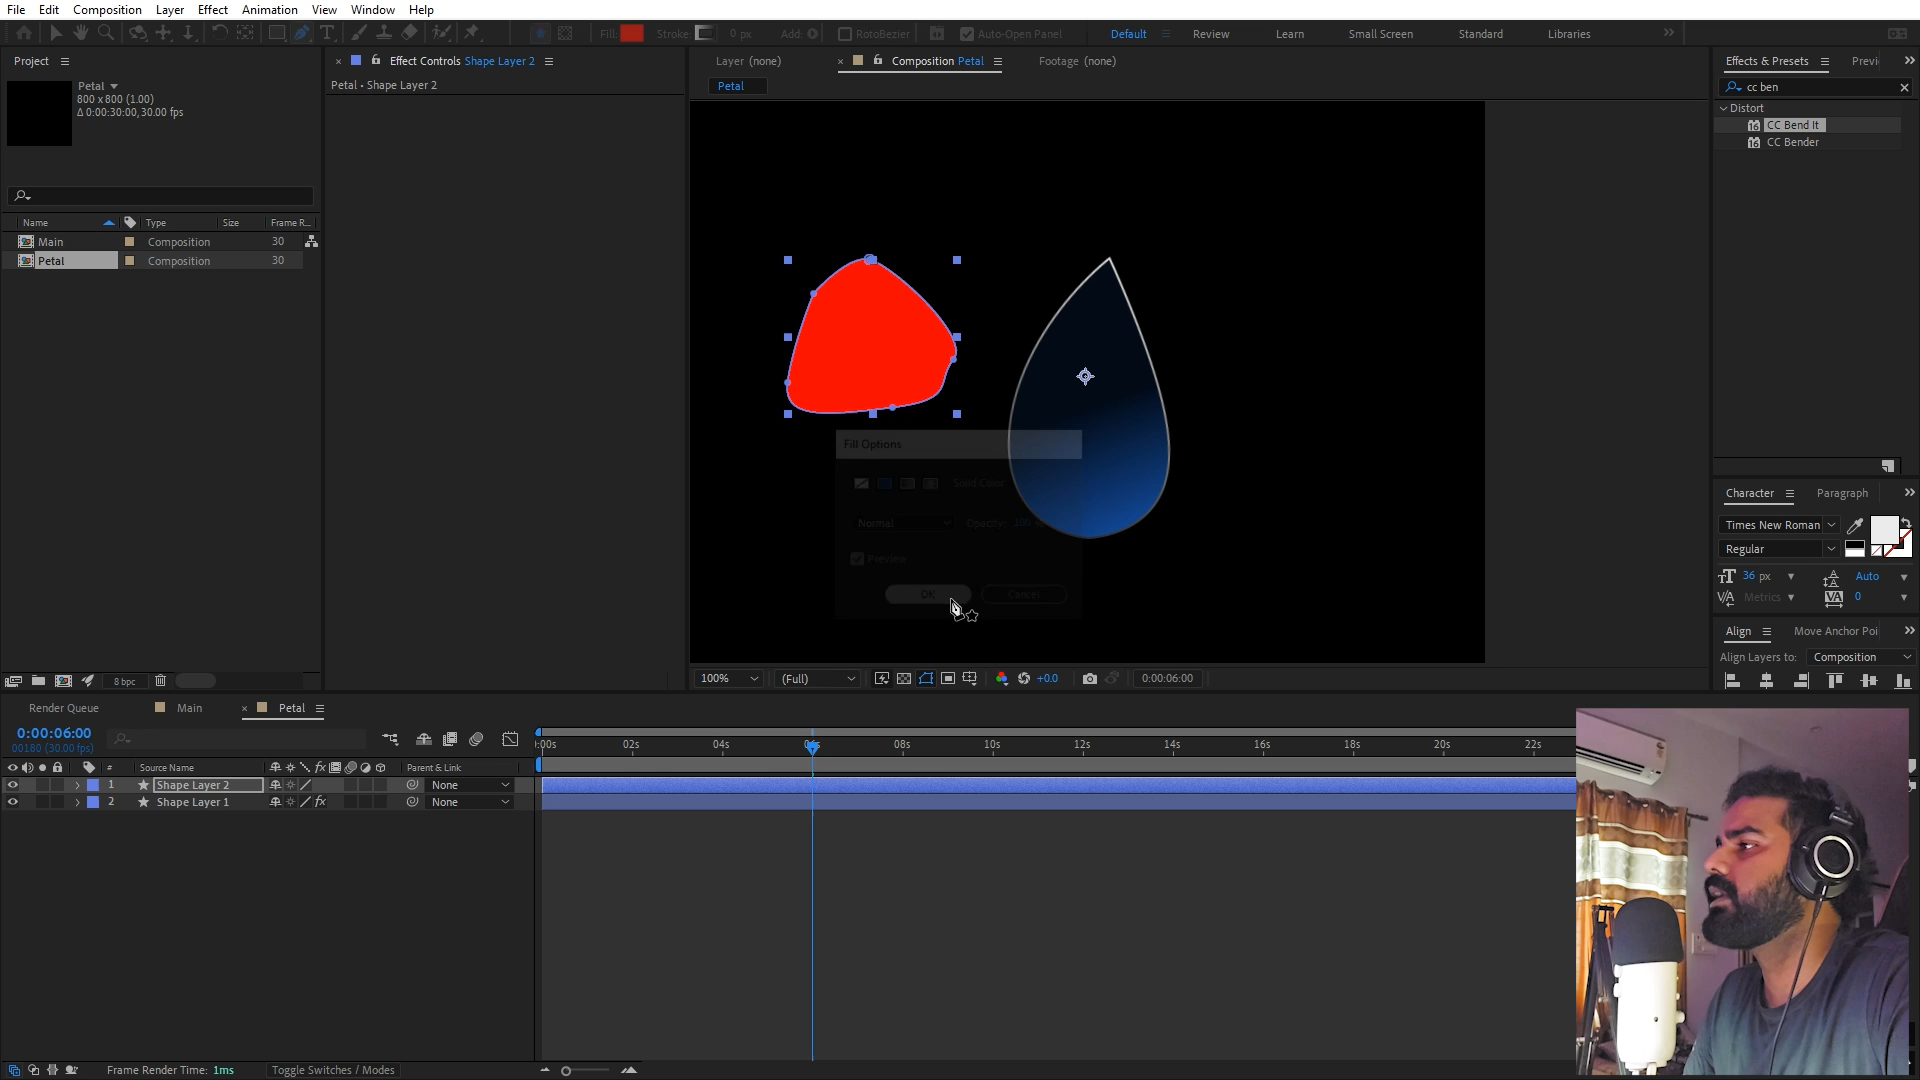 File Edit Composition Layer Effect Animation View Window Help
Fill: Stroke: 0 px Add: RotoBezier Auto-Open Panel Default Review Learn Small Screen Standard Libraries
Project
Petal
800 x 800 (1.00)
Δ 0:00:30:00, 30.00 fps
Name Type Size Frame R...
Main Composition 30
Petal Composition 30
8 bpc
Effect Controls Shape Layer 2
Petal • Shape Layer 2
Layer (none) Composition Petal Footage (none)
Petal
Fill Options
Solid Color
Normal Opacity: 100
Preview
OK Cancel
100% (Full) +0.0 0:00:06:00
Effects & Presets Previ
cc ben
Distort
CC Bend It
CC Bender
Character Paragraph
Times New Roman
Regular
36 px Auto
Metrics 0
Align Move Anchor Poi
Align Layers to: Composition
Render Queue Main Petal
0:00:06:00
00180 (30.00 fps)
# Source Name fx Parent & Link
1 Shape Layer 2 None
2 Shape Layer 1 fx None
:00s 02s 04s 06s 08s 10s 12s 14s 16s 18s 20s 22s
Frame Render Time: 1ms Toggle Switches / Modes